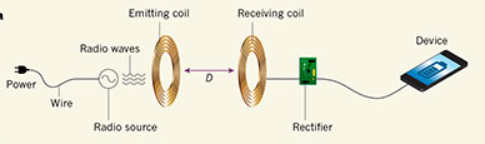 a
Emitting coil
Receiving coil
Radio waves
Device
D
Power
Wire
Radio source
Rectifier